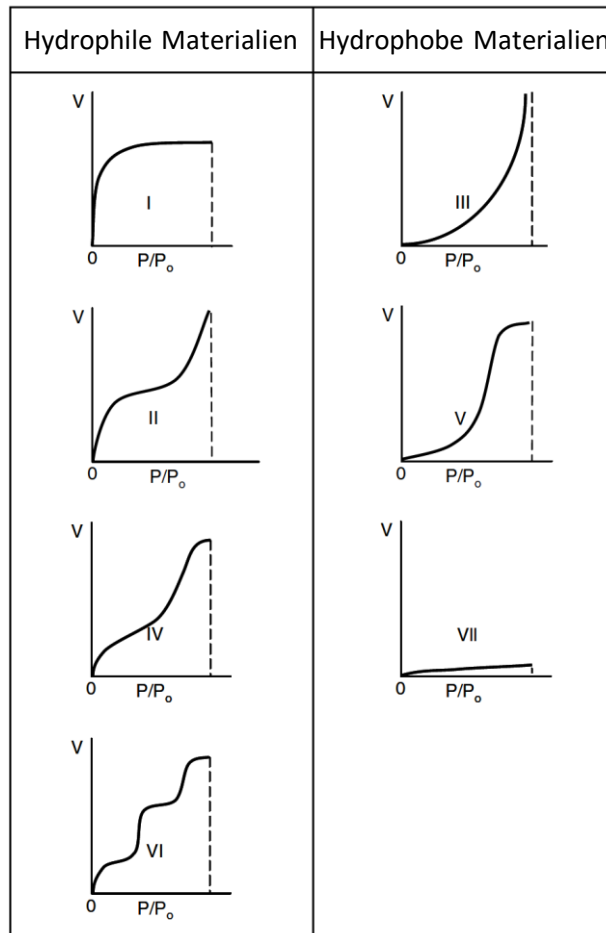 Hydrophile Materialien
Hydrophobe Materialien
V
I
0
P/Pₒ
V
III
0
P/Pₒ
V
II
0
P/Pₒ
V
V
0
P/Pₒ
V
IV
0
P/Pₒ
V
VII
0
P/Pₒ
V
VI
0
P/Pₒ